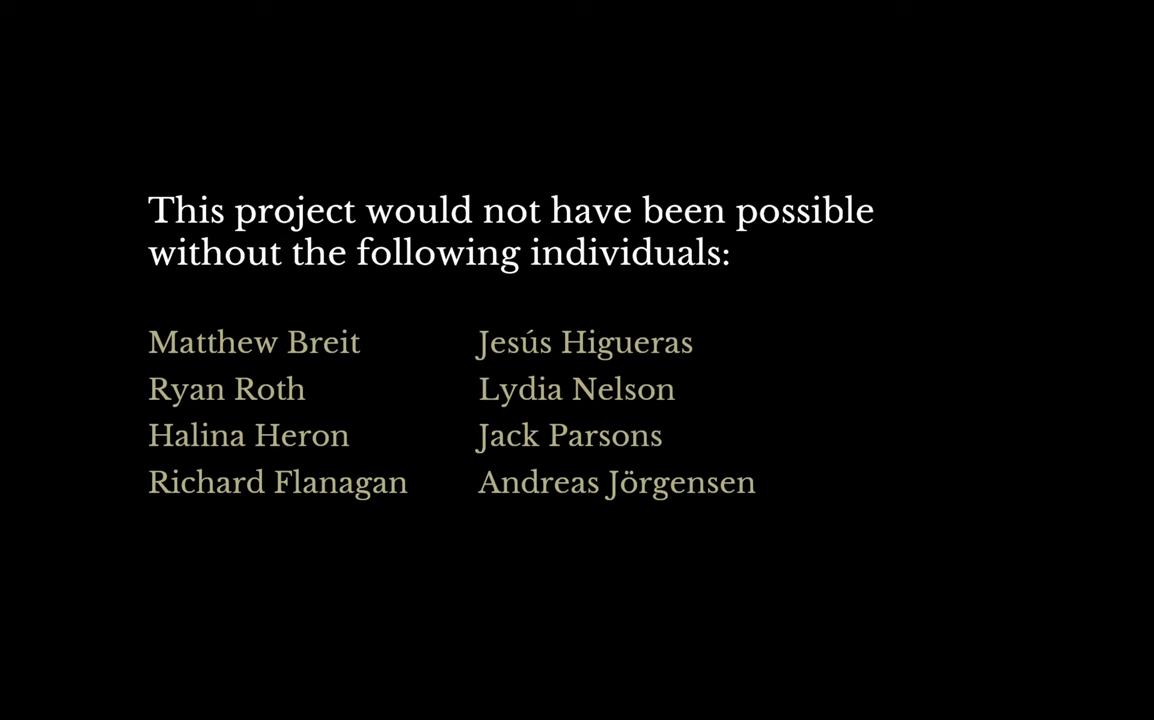 This project would not have been possible
without the following individuals:
Matthew Breit
Ryan Roth
Halina Heron
Richard Flanagan
Jesús Higueras
Lydia Nelson
Jack Parsons
Andreas Jörgensen